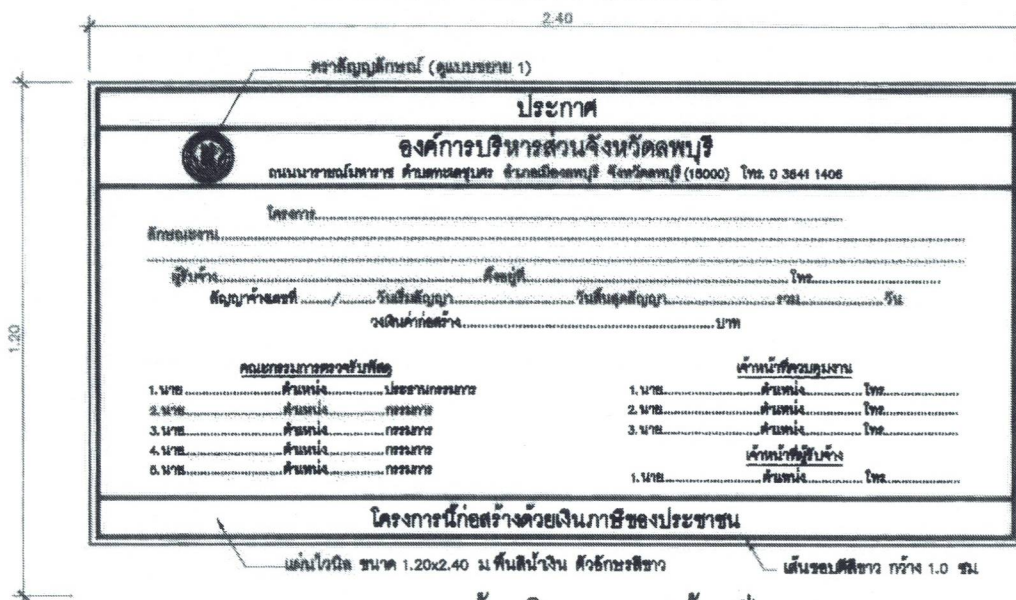 2.40
ตราสัญญลักษณ์ (ดูแบบขยาย 1)
1.20
ประกาศ
องค์การบริหารส่วนจังหวัดลพบุรี
ถนนนารายณ์มหาราช ตำบลทะเลชุบศร อำเภอเมืองลพบุรี จังหวัดลพบุรี (15000) โทร. 0 3641 1406
โครงการ
ลักษณะงาน
ผู้รับจ้าง ตั้งอยู่ที่ โทร
สัญญาจ้างเลขที่ / วันเริ่มสัญญา วันสิ้นสุดสัญญา รวม วัน
วงเงินค่าก่อสร้าง บาท
คณะกรรมการตรวจรับพัสดุ
1. นาย ตำแหน่ง ประธานกรรมการ
2. นาย ตำแหน่ง กรรมการ
3. นาย ตำแหน่ง กรรมการ
4. นาย ตำแหน่ง กรรมการ
5. นาย ตำแหน่ง กรรมการ
เจ้าหน้าที่ควบคุมงาน
1. นาย ตำแหน่ง โทร
2. นาย ตำแหน่ง โทร
3. นาย ตำแหน่ง โทร
เจ้าหน้าที่ผู้รับจ้าง
1. นาย ตำแหน่ง โทร
โครงการนี้ก่อสร้างด้วยเงินภาษีของประชาชน
แผ่นไวนิล ขนาด 1.20x2.40 ม พื้นสีน้ำเงิน ตัวอักษรสีขาว
เส้นขอบสีขาว กว้าง 1.0 ซม